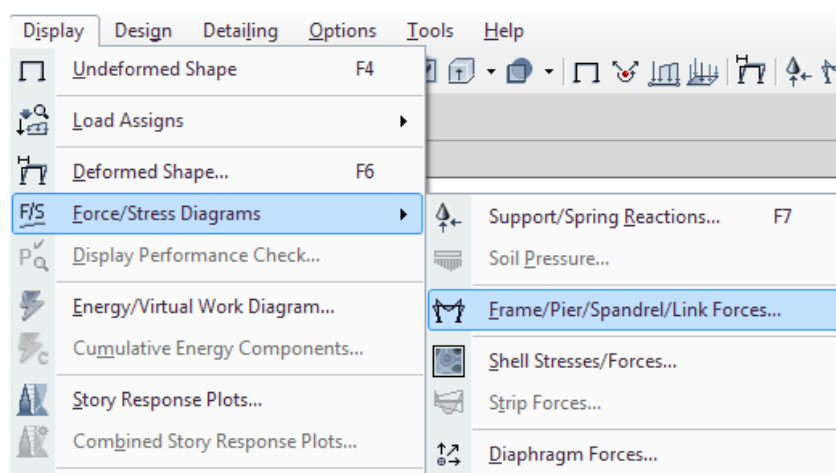 Display Design Detailing Options Tools Help
Undeformed Shape F4
Load Assigns
Deformed Shape... F6
F/S Force/Stress Diagrams
Support/Spring Reactions... F7
Display Performance Check...
Soil Pressure...
Energy/Virtual Work Diagram...
Frame/Pier/Spandrel/Link Forces...
Cumulative Energy Components...
Shell Stresses/Forces...
Story Response Plots...
Strip Forces...
Combined Story Response Plots...
Diaphragm Forces...